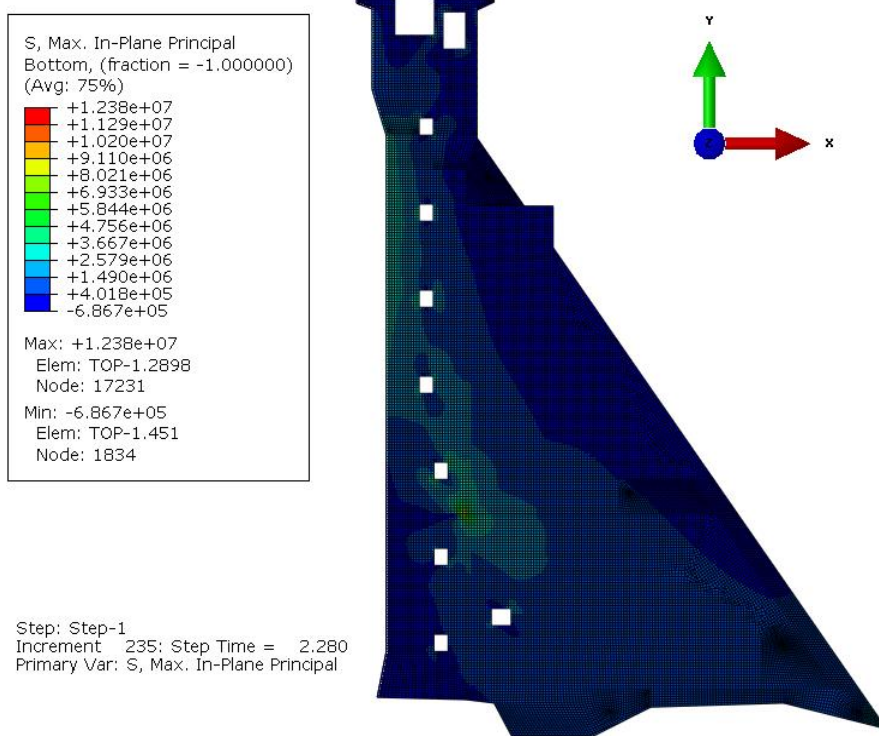 S, Max. In-Plane Principal
Bottom, (fraction = -1.000000)
(Avg: 75%)
+1.238e+07
+1.129e+07
+1.020e+07
+9.110e+06
+8.021e+06
+6.933e+06
+5.844e+06
+4.756e+06
+3.667e+06
+2.579e+06
+1.490e+06
+4.018e+05
-6.867e+05
Max: +1.238e+07
Elem: TOP-1.2898
Node: 17231
Min: -6.867e+05
Elem: TOP-1.451
Node: 1834
Y
Z
X
Step: Step-1
Increment 235: Step Time = 2.280
Primary Var: S, Max. In-Plane Principal